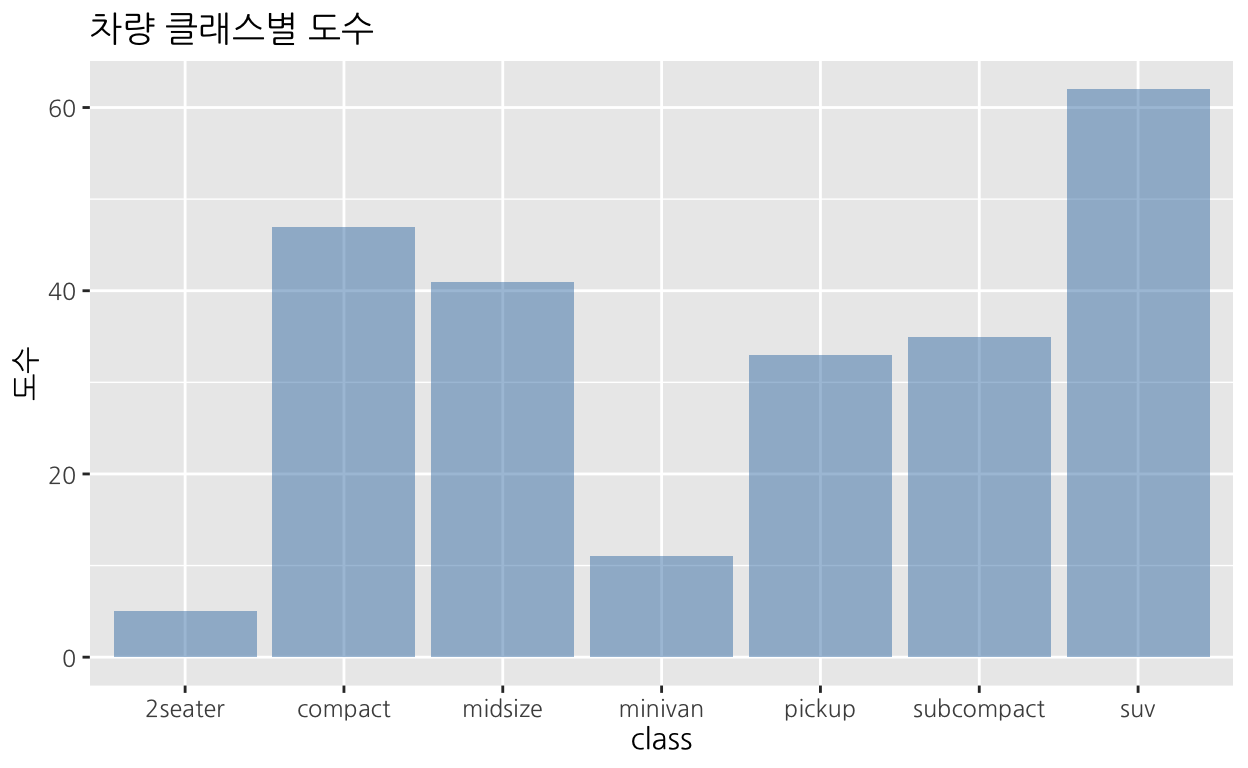 차량 클래스별 도수
60
40
20
0
도수
2seater compact midsize minivan pickup subcompact suv
class